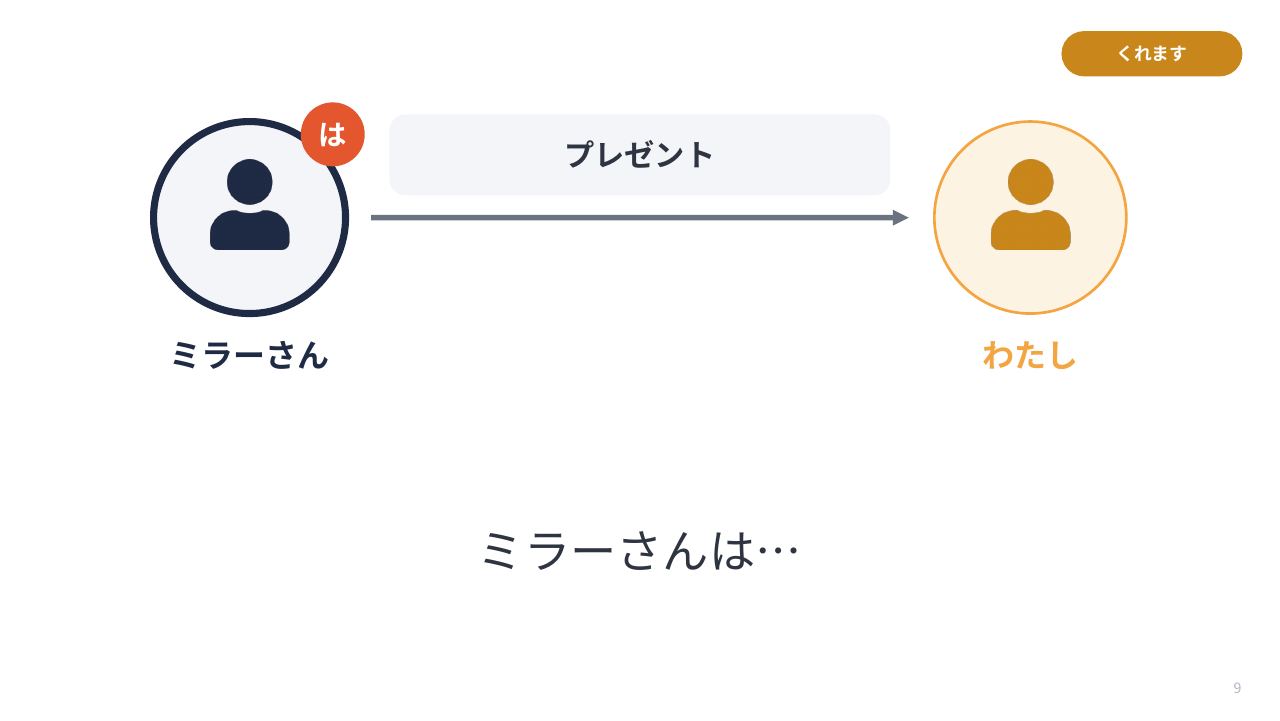 くれます
は
プレゼント
ミラーさん
わたし
ミラーさんは…
9